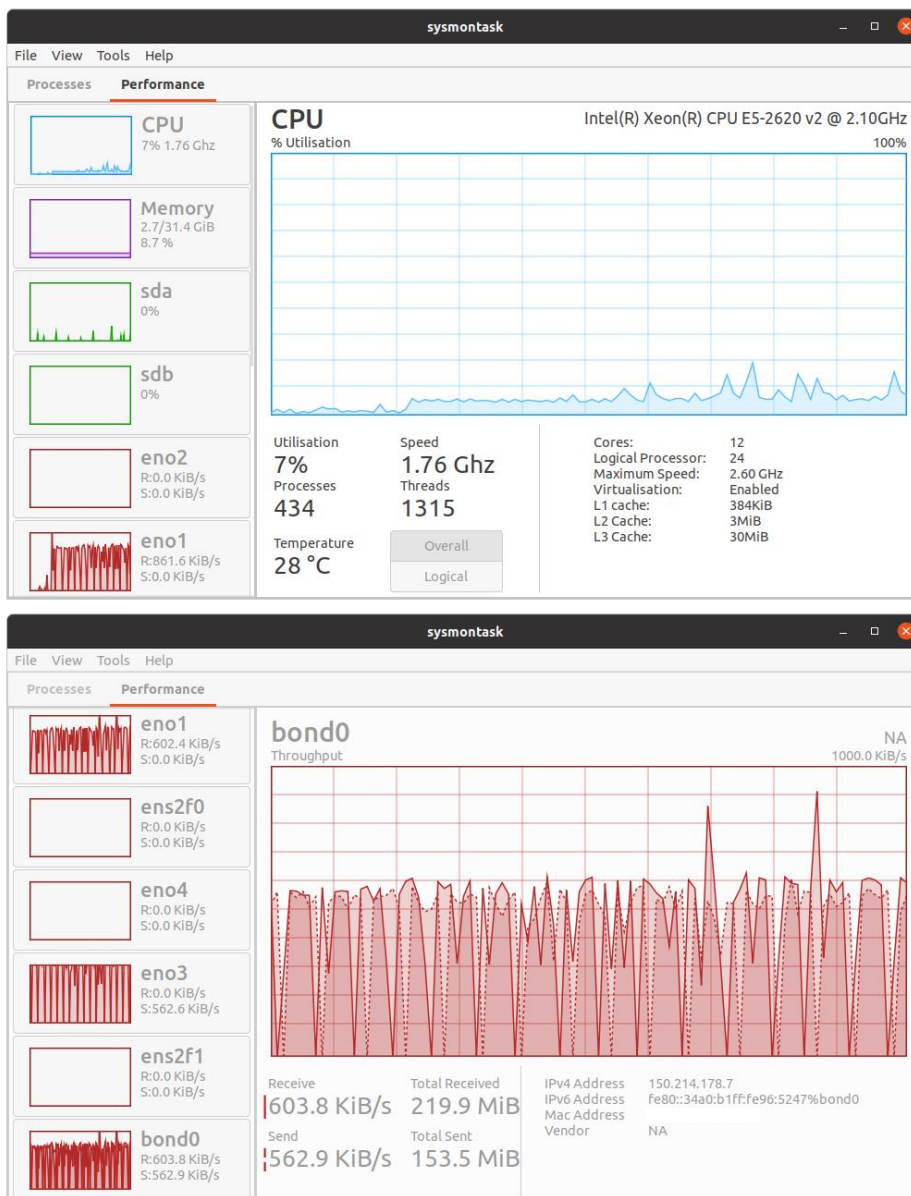 sysmontask
File View Tools Help
Processes Performance
CPU
7% 1.76 Ghz
Memory
2.7/31.4 GiB
8.7 %
sda
0%
sdb
0%
eno2
R:0.0 KiB/s
S:0.0 KiB/s
eno1
R:861.6 KiB/s
S:0.0 KiB/s
CPU Intel(R) Xeon(R) CPU E5-2620 v2 @ 2.10GHz
% Utilisation 100%
Utilisation Speed
7% 1.76 Ghz
Processes Threads
434 1315
Temperature
28 °C
Overall
Logical
Cores: 12
Logical Processor: 24
Maximum Speed: 2.60 GHz
Virtualisation: Enabled
L1 cache: 384KiB
L2 Cache: 3MiB
L3 Cache: 30MiB
sysmontask
File View Tools Help
Processes Performance
eno1
R:602.4 KiB/s
S:0.0 KiB/s
ens2f0
R:0.0 KiB/s
S:0.0 KiB/s
eno4
R:0.0 KiB/s
S:0.0 KiB/s
eno3
R:0.0 KiB/s
S:562.6 KiB/s
ens2f1
R:0.0 KiB/s
S:0.0 KiB/s
bond0
R:603.8 KiB/s
S:562.9 KiB/s
bond0 NA
Throughput 1000.0 KiB/s
Receive Total Received
603.8 KiB/s 219.9 MiB
Send Total Sent
562.9 KiB/s 153.5 MiB
IPv4 Address 150.214.178.7
IPv6 Address fe80::34a0:b1ff:fe96:5247%bond0
Mac Address
Vendor NA